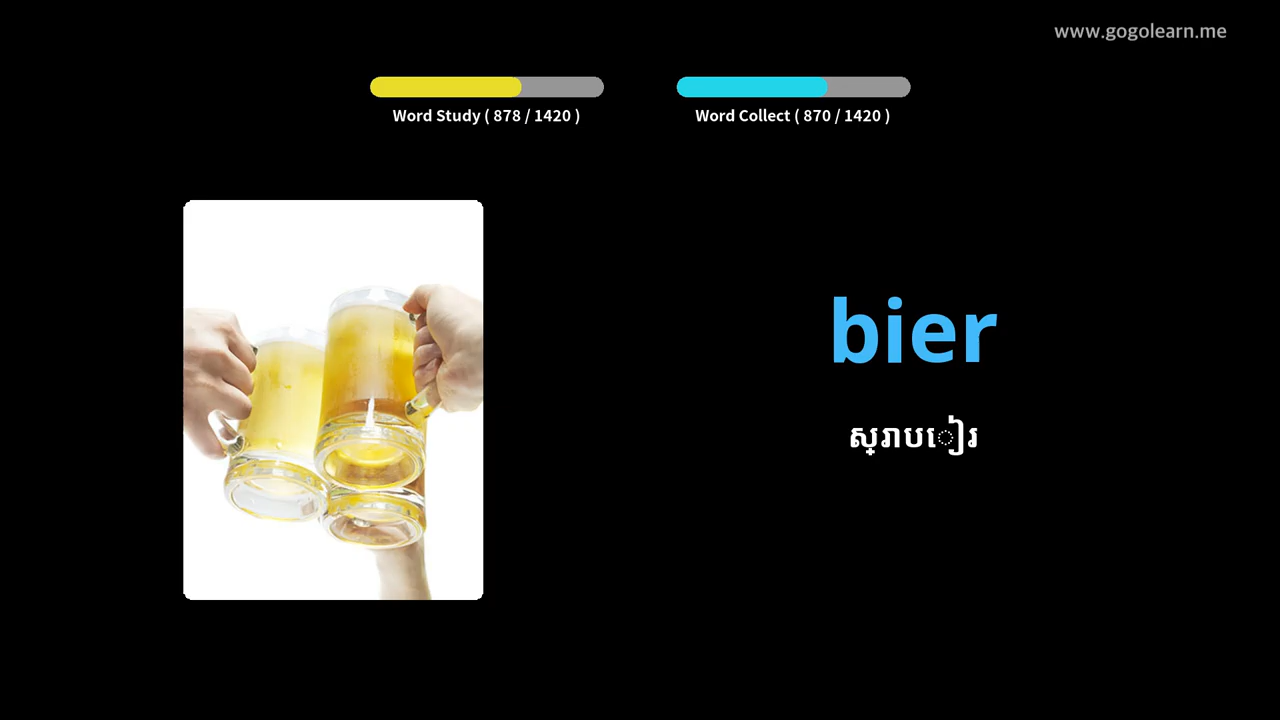 www.gogolearn.me
Word Study ( 878 / 1420 )
Word Collect ( 870 / 1420 )
bier
ស្រាបៀរ